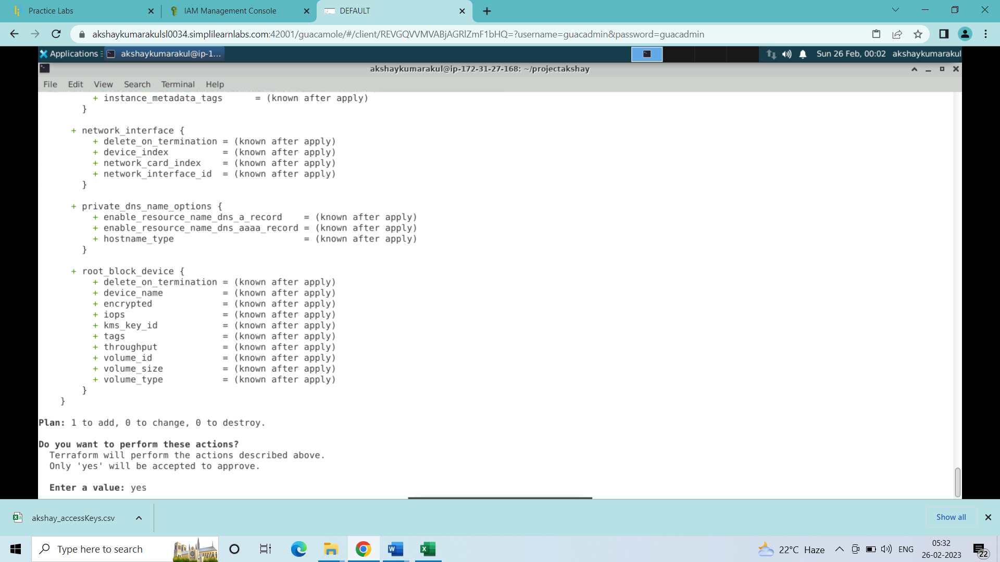 Practice Labs
IAM Management Console
DEFAULT
akshaykumarakulsl0034.simplilearnlabs.com:42001/guacamole/#/client/REVGQVVMVABjAGRlZmF1bHQ=?username=guacadmin&password=guacadmin
Applications
akshaykumarakul@ip-1...
Sun 26 Feb, 00:02 akshaykumarakul
akshaykumarakul@ip-172-31-27-168: ~/projectakshay
File Edit View Search Terminal Help
+ instance_metadata_tags = (known after apply)
}
+ network_interface {
+ delete_on_termination = (known after apply)
+ device_index = (known after apply)
+ network_card_index = (known after apply)
+ network_interface_id = (known after apply)
}
+ private_dns_name_options {
+ enable_resource_name_dns_a_record = (known after apply)
+ enable_resource_name_dns_aaaa_record = (known after apply)
+ hostname_type = (known after apply)
}
+ root_block_device {
+ delete_on_termination = (known after apply)
+ device_name = (known after apply)
+ encrypted = (known after apply)
+ iops = (known after apply)
+ kms_key_id = (known after apply)
+ tags = (known after apply)
+ throughput = (known after apply)
+ volume_id = (known after apply)
+ volume_size = (known after apply)
+ volume_type = (known after apply)
}
}
Plan: 1 to add, 0 to change, 0 to destroy.
Do you want to perform these actions?
Terraform will perform the actions described above.
Only 'yes' will be accepted to approve.
Enter a value: yes
akshay_accessKeys.csv
Show all
Type here to search
22°C Haze
ENG
05:32
26-02-2023
22